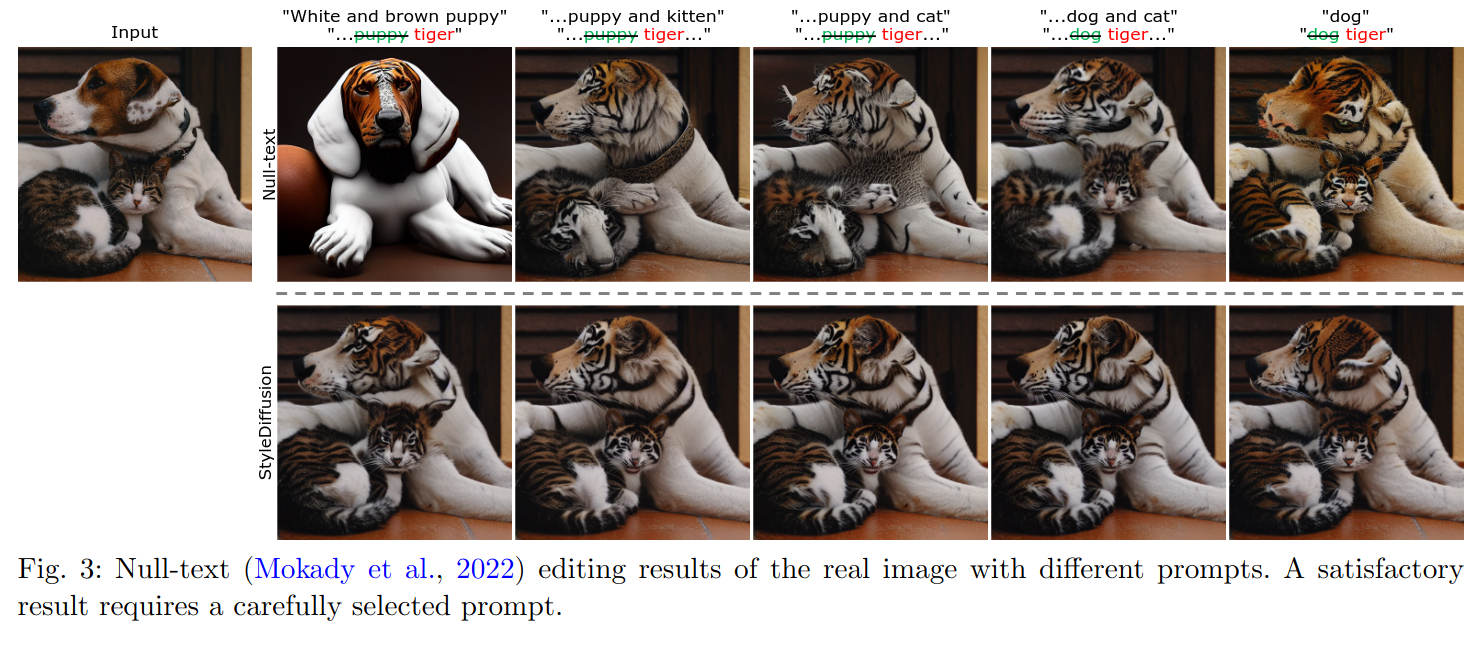 Input
"White and brown puppy"
"...puppy tiger"
"...puppy and kitten"
"...puppy tiger..."
"...puppy and cat"
"...puppy tiger..."
"...dog and cat"
"...dog tiger..."
"dog"
"dog tiger"
Null-text
StyleDiffusion
Fig. 3: Null-text (Mokady et al., 2022) editing results of the real image with different prompts. A satisfactory
result requires a carefully selected prompt.